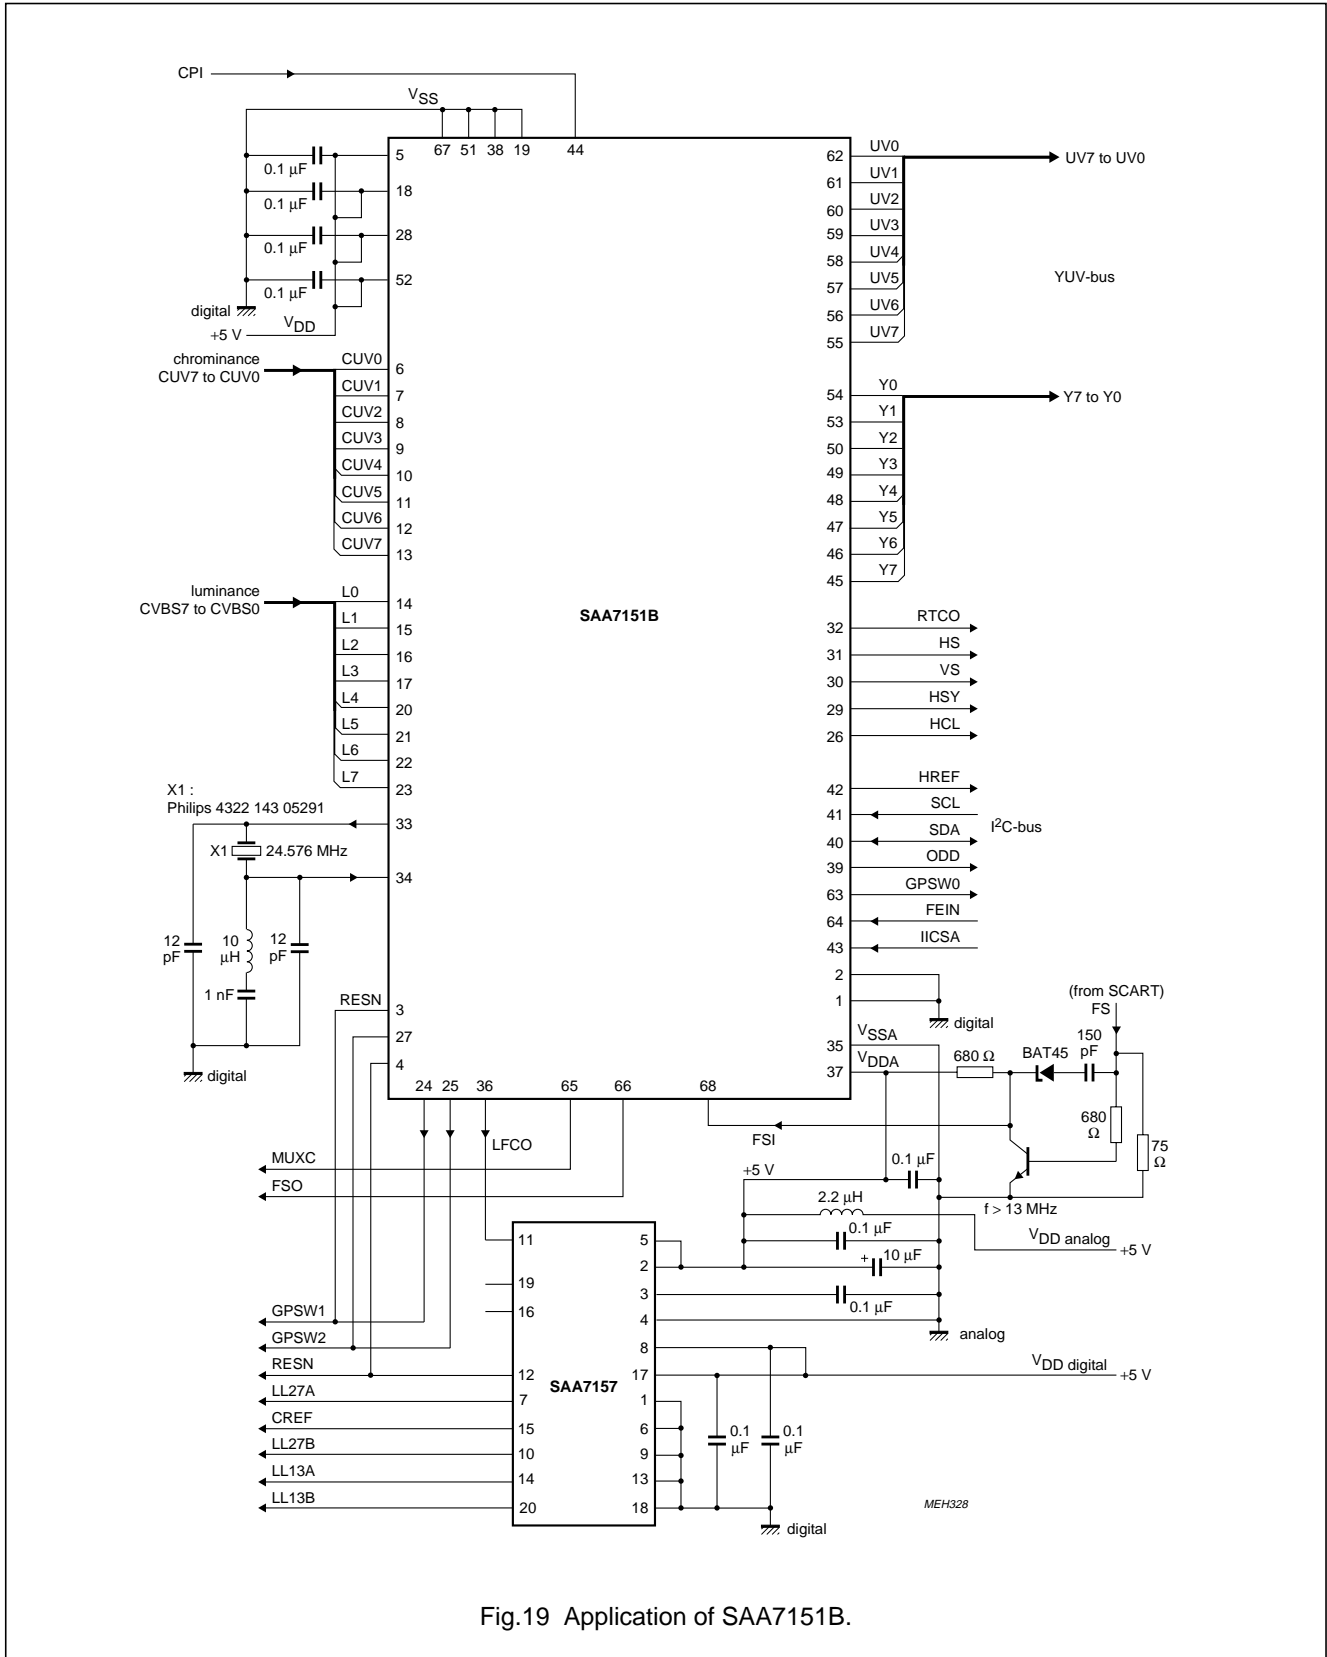 CPI
VSS
67 51 38 19 44
0.1 μF
5
0.1 μF
18
0.1 μF
28
0.1 μF
52
digital
VDD
+5 V
chrominance
CUV7 to CUV0
CUV0 6
CUV1 7
CUV2 8
CUV3 9
CUV4 10
CUV5 11
CUV6 12
CUV7 13
luminance
CVBS7 to CVBS0
L0 14
L1 15
L2 16
L3 17
L4 20
L5 21
L6 22
L7 23
X1 :
Philips 4322 143 05291
33
X1 24.576 MHz
34
12
pF
10
μH
12
pF
1 nF
digital
RESN 3
27
4
SAA7151B
62 UV0
61 UV1
60 UV2
59 UV3
58 UV4
57 UV5
56 UV6
55 UV7
UV7 to UV0
YUV-bus
54 Y0
53 Y1
50 Y2
49 Y3
48 Y4
47 Y5
46 Y6
45 Y7
Y7 to Y0
32 RTCO
31 HS
30 VS
29 HSY
26 HCL
42 HREF
41 SCL
40 SDA
I2C-bus
39 ODD
63 GPSW0
64 FEIN
43 IICSA
2
1
digital
35 VSSA
37 VDDA
24 25 36 65 66 68
(from SCART)
FS
680 Ω
BAT45
150
pF
680
Ω
75
Ω
FSI
f > 13 MHz
LFCO
MUXC
FSO
+5 V
0.1 μF
2.2 μH
0.1 μF
10 μF
+
0.1 μF
VDD analog
+5 V
analog
11
19
16
5
2
3
4
8
17
1
6
9
13
18
SAA7157
GPSW1
GPSW2
RESN 12
LL27A 7
CREF 15
LL27B 10
LL13A 14
LL13B 20
VDD digital
+5 V
0.1
μF
0.1
μF
digital
MEH328
Fig.19 Application of SAA7151B.